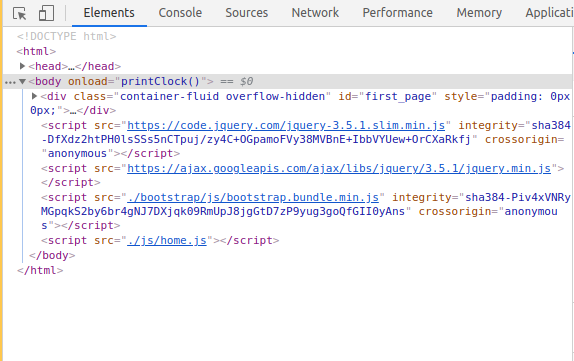 Elements Console Sources Network Performance Memory Applicati
<!DOCTYPE html>
<html>
<head>…</head>
<body onload="printClock()"> == $0
<div class="container-fluid overflow-hidden" id="first_page" style="padding: 0px
0px;">…</div>
<script src="https://code.jquery.com/jquery-3.5.1.slim.min.js" integrity="sha384
-DfXdz2htPH0lsSSs5nCTpuj/zy4C+OGpamoFVy38MVBnE+IbbVYUew+OrCXaRkfj" crossorigin=
"anonymous"></script>
<script src="https://ajax.googleapis.com/ajax/libs/jquery/3.5.1/jquery.min.js">
</script>
<script src="./bootstrap/js/bootstrap.bundle.min.js" integrity="sha384-Piv4xVNRy
MGpqkS2by6br4gNJ7DXjqk09RmUpJ8jgGtD7zP9yug3goQfGII0yAns" crossorigin="anonymou
s"></script>
<script src="./js/home.js"></script>
</body>
</html>